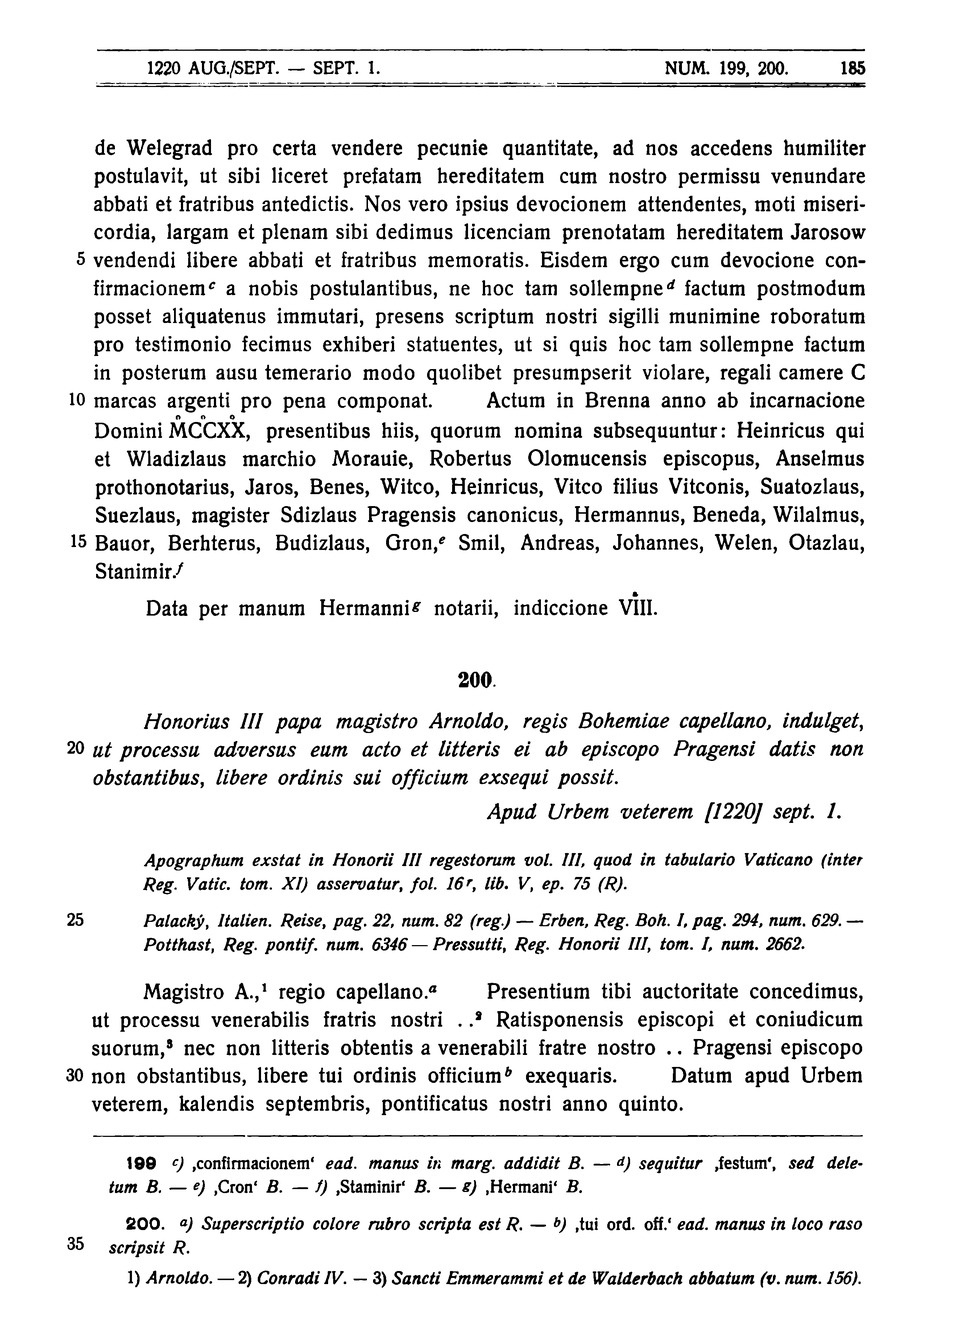 1220 AUG./SEPT. — SEPT. 1. NUM. 199, 200. 185
de Welegrad pro certa vendere pecunie quantitate, ad nos accedens humiliter
postulavit, ut sibi liceret prefatam hereditatem cum nostro permissu venundare
abbati et fratribus antedictis. Nos vero ipsius devocionem attendentes, moti miseri-
cordia, largam et plenam sibi dedimus licenciam prenotatam hereditatem Jarosow
5 vendendi libere abbati et fratribus memoratis. Eisdem ergo cum devocione con-
firmacionemᶜ a nobis postulantibus, ne hoc tam sollempneᵈ factum postmodum
posset aliquatenus immutari, presens scriptum nostri sigilli munimine roboratum
pro testimonio fecimus exhiberi statuentes, ut si quis hoc tam sollempne factum
in posterum ausu temerario modo quolibet presumpserit violare, regali camere C
10 marcas argenti pro pena componat. Actum in Brenna anno ab incarnacione
Domini M̊CC̊XX̊, presentibus hiis, quorum nomina subsequuntur: Heinricus qui
et Wladizlaus marchio Morauie, Robertus Olomucensis episcopus, Anselmus
prothonotarius, Jaros, Benes, Witco, Heinricus, Vitco filius Vitconis, Suatozlaus,
Suezlaus, magister Sdizlaus Pragensis canonicus, Hermannus, Beneda, Wilalmus,
15 Bauor, Berhterus, Budizlaus, Gron,ᵉ Smil, Andreas, Johannes, Welen, Otazlau,
Stanimir.ᶠ
Data per manum Hermanniᵍ notarii, indiccione VI̊II.
200.
Honorius III papa magistro Arnoldo, regis Bohemiae capellano, indulget,
20 ut processu adversus eum acto et litteris ei ab episcopo Pragensi datis non
obstantibus, libere ordinis sui officium exsequi possit.
Apud Urbem veterem [1220] sept. 1.
Apographum exstat in Honorii III regestorum vol. III, quod in tabulario Vaticano (inter
Reg. Vatic. tom. XI) asservatur, fol. 16ʳ, lib. V, ep. 75 (R).
25 Palacký, Italien. Reise, pag. 22, num. 82 (reg.) — Erben, Reg. Boh. I, pag. 294, num. 629. —
Potthast, Reg. pontif. num. 6346 — Pressutti, Reg. Honorii III, tom. I, num. 2662.
Magistro A.,¹ regio capellano.ᵃ Presentium tibi auctoritate concedimus,
ut processu venerabilis fratris nostri . .² Ratisponensis episcopi et coniudicum
suorum,³ nec non litteris obtentis a venerabili fratre nostro . . Pragensi episcopo
30 non obstantibus, libere tui ordinis officiumᵇ exequaris. Datum apud Urbem
veterem, kalendis septembris, pontificatus nostri anno quinto.
199 c) ‚confirmacionem‘ ead. manus in marg. addidit B. — d) sequitur ‚festum‘, sed dele-
tum B. — e) ‚Cron‘ B. — f) ‚Staminir‘ B. — g) ‚Hermani‘ B.
200. a) Superscriptio colore rubro scripta est R. — b) ‚tui ord. off.‘ ead. manus in loco raso
35 scripsit R.
1) Arnoldo. — 2) Conradi IV. — 3) Sancti Emmerammi et de Walderbach abbatum (v. num. 156).